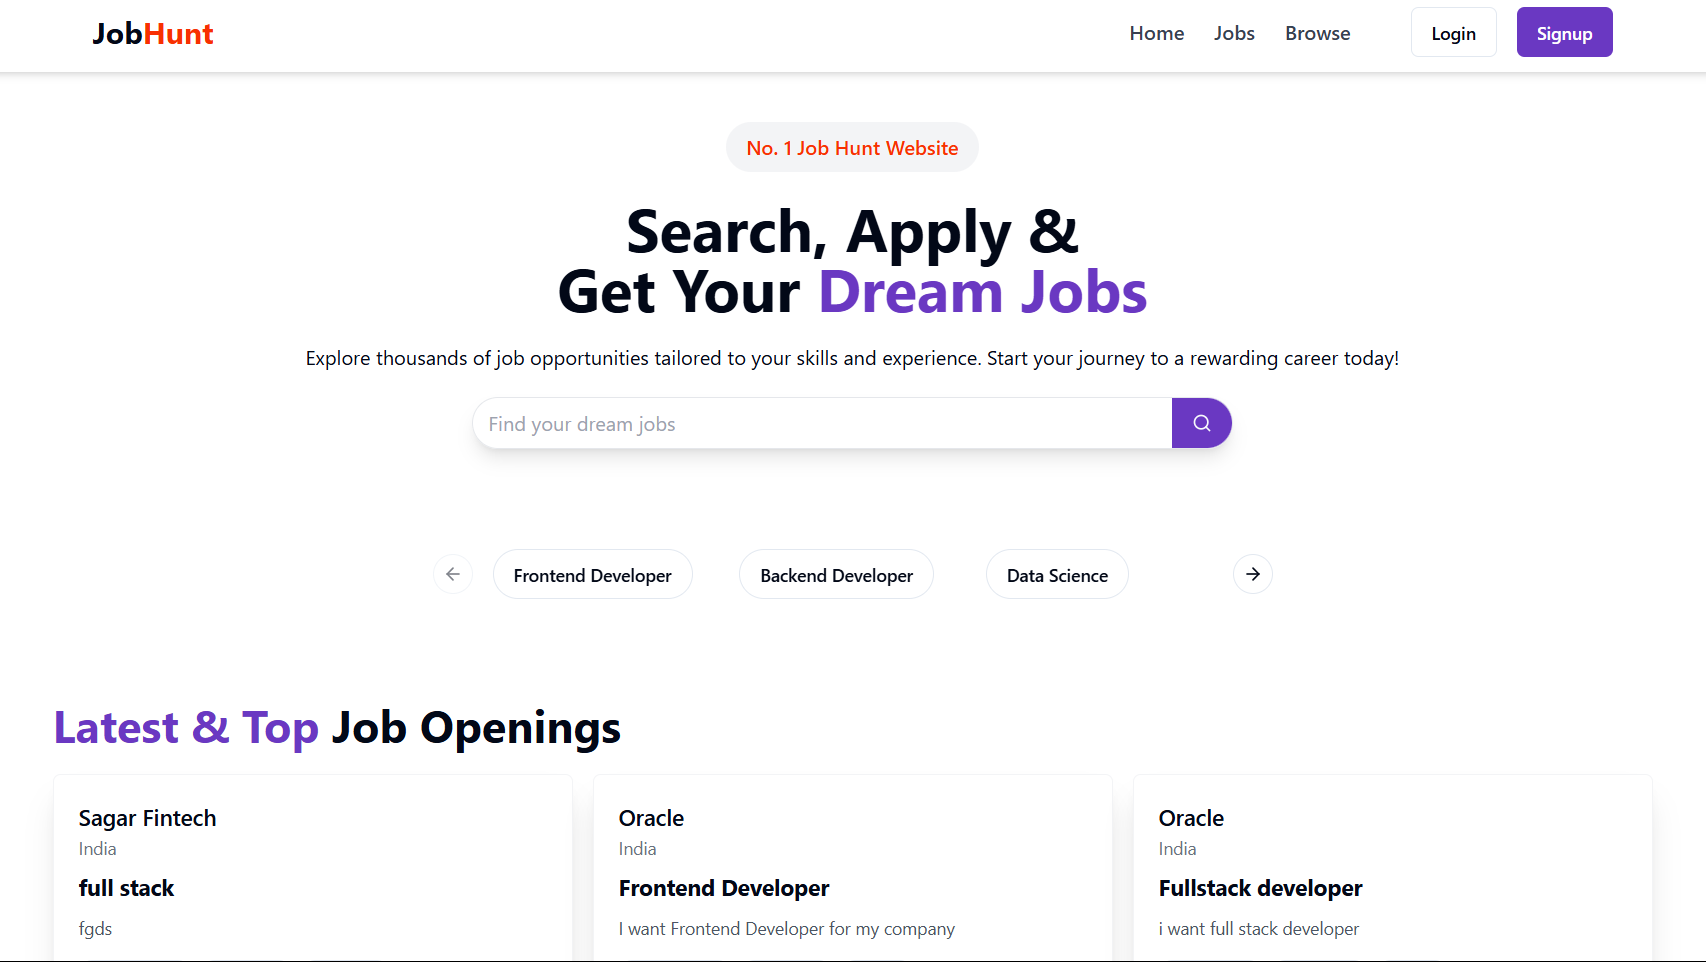 JobHunt
Home Jobs Browse Login Signup
No. 1 Job Hunt Website
Search, Apply &
Get Your Dream Jobs
Explore thousands of job opportunities tailored to your skills and experience. Start your journey to a rewarding career today!
Find your dream jobs
Frontend Developer Backend Developer Data Science
Latest & Top Job Openings
Sagar Fintech
India
full stack
fgds
Oracle
India
Frontend Developer
I want Frontend Developer for my company
Oracle
India
Fullstack developer
i want full stack developer